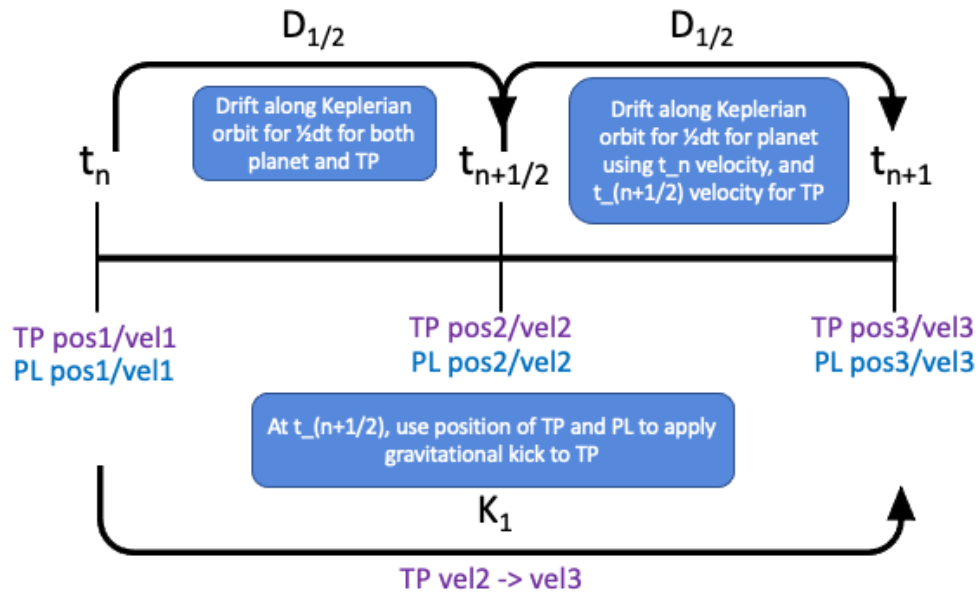 D1/2 D1/2
Drift along Keplerian
orbit for ½dt for both
planet and TP
Drift along Keplerian
orbit for ½dt for planet
using t_n velocity, and
t_(n+1/2) velocity for TP
tn tn+1/2 tn+1
TP pos1/vel1 TP pos2/vel2 TP pos3/vel3
PL pos1/vel1 PL pos2/vel2 PL pos3/vel3
At t_(n+1/2), use position of TP and PL to apply
gravitational kick to TP
K1
TP vel2 -> vel3